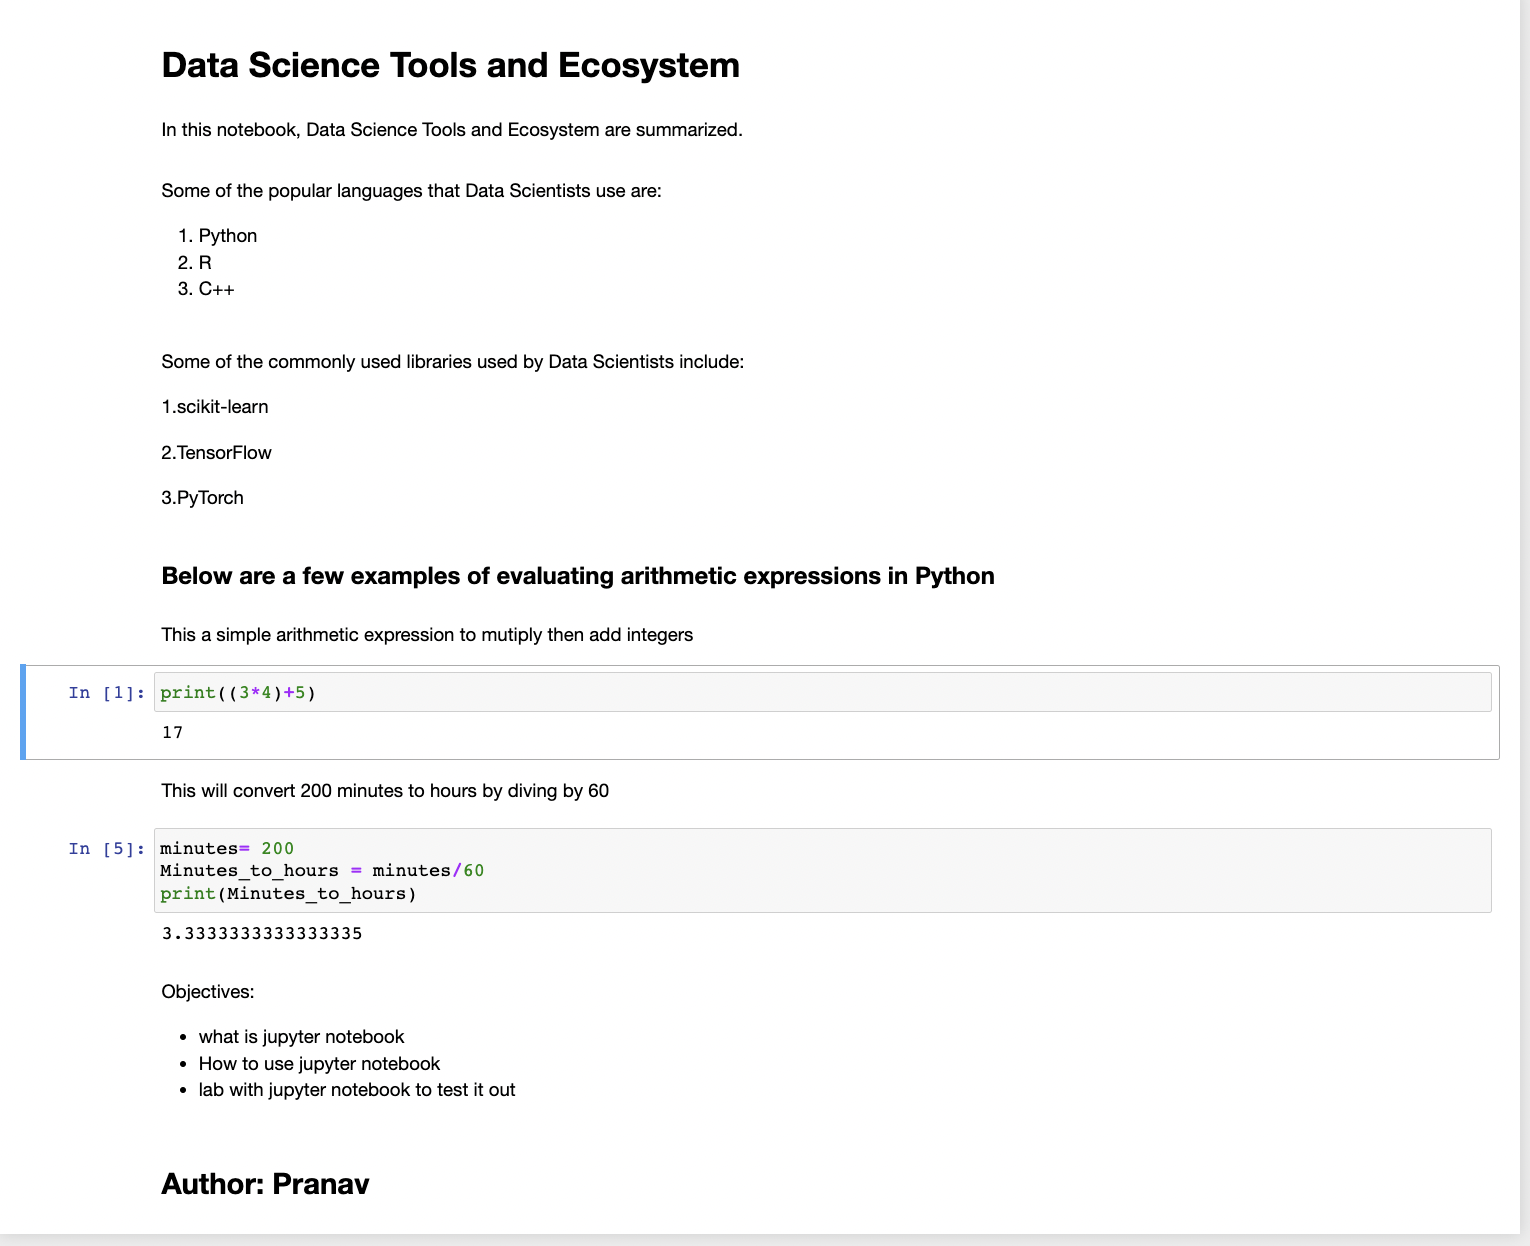 Data Science Tools and Ecosystem
In this notebook, Data Science Tools and Ecosystem are summarized.
Some of the popular languages that Data Scientists use are:
1. Python
2. R
3. C++
Some of the commonly used libraries used by Data Scientists include:
1.scikit-learn
2.TensorFlow
3.PyTorch
Below are a few examples of evaluating arithmetic expressions in Python
This a simple arithmetic expression to mutiply then add integers
In [1]: print((3*4)+5)
17
This will convert 200 minutes to hours by diving by 60
In [5]: minutes= 200
Minutes_to_hours = minutes/60
print(Minutes_to_hours)
3.3333333333333335
Objectives:
• what is jupyter notebook
• How to use jupyter notebook
• lab with jupyter notebook to test it out
Author: Pranav